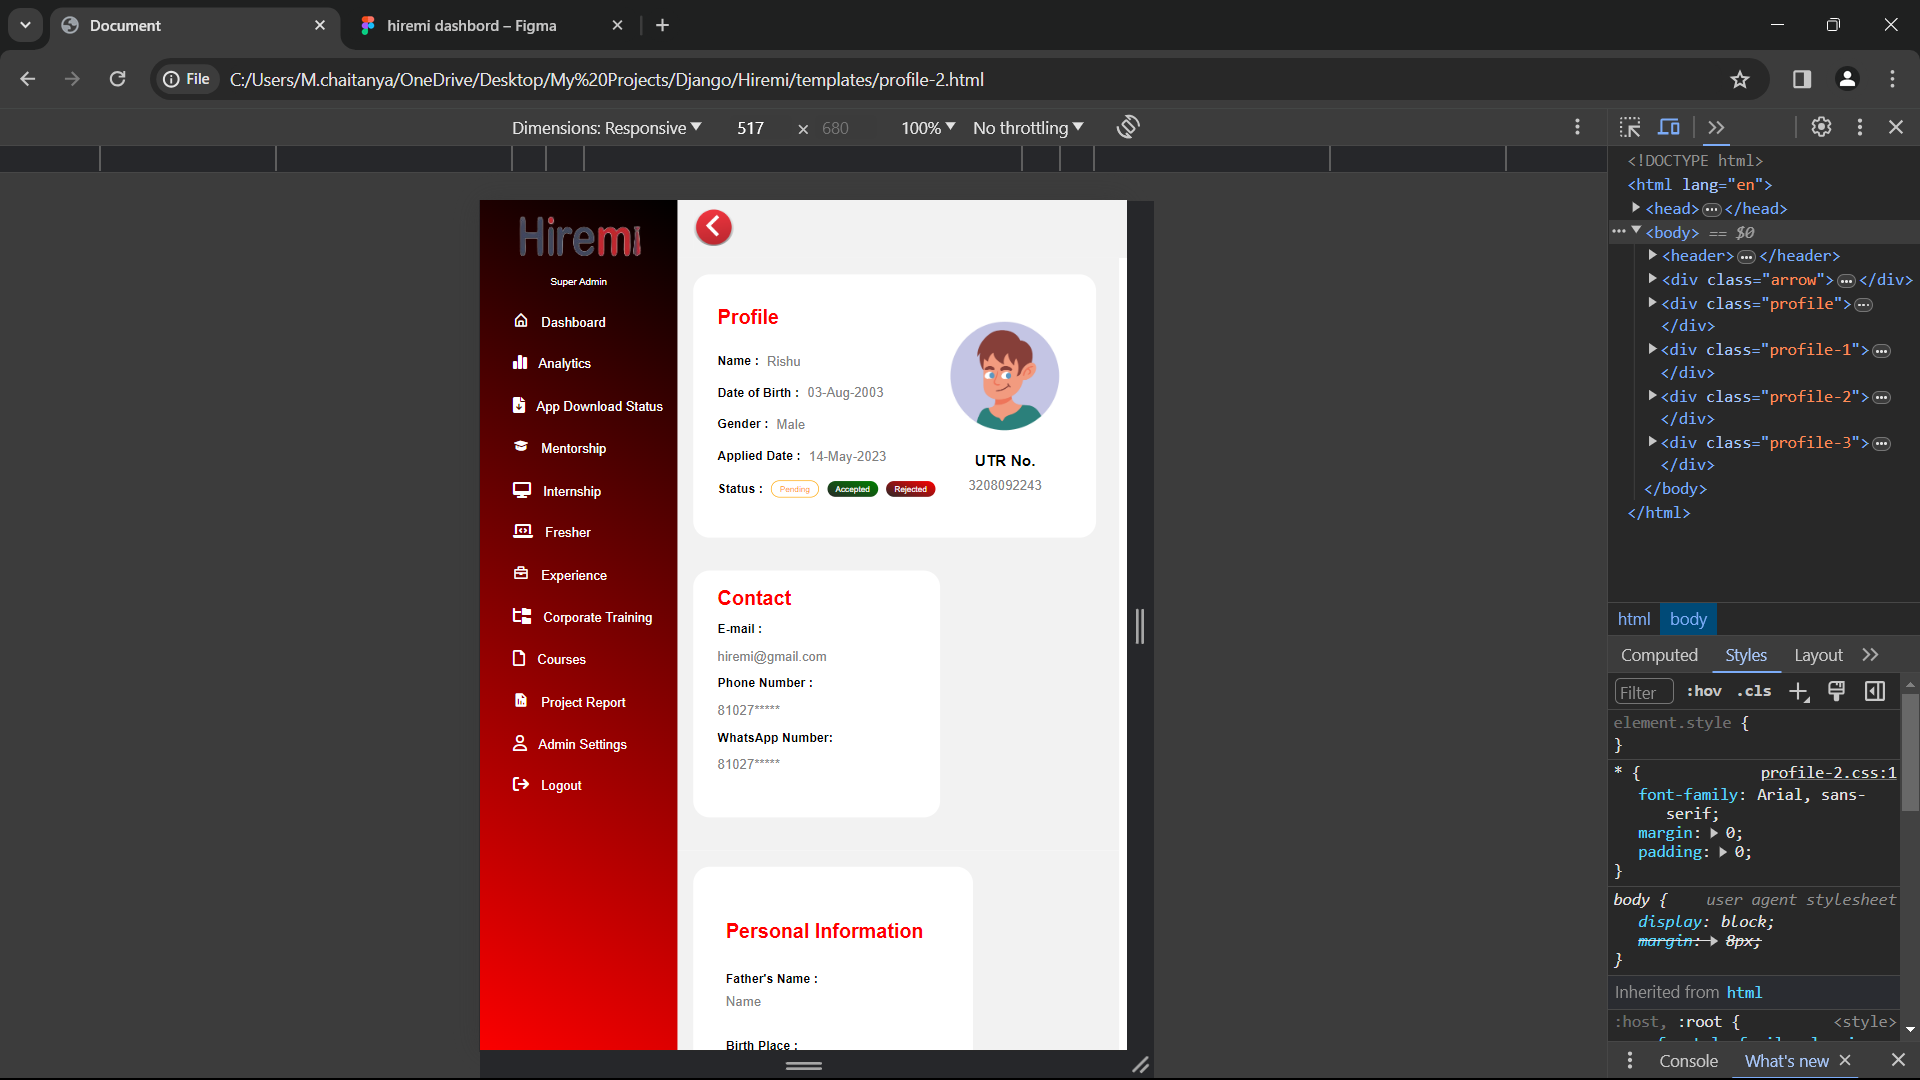 Document
hiremi dashbord – Figma
File
C:/Users/M.chaitanya/OneDrive/Desktop/My%20Projects/Django/Hiremi/templates/profile-2.html
Dimensions: Responsive
517 × 680
100%
No throttling
Hiremi
Super Admin
Dashboard
Analytics
App Download Status
Mentorship
Internship
Fresher
Experience
Corporate Training
Courses
Project Report
Admin Settings
Logout
Profile
Name : Rishu
Date of Birth : 03-Aug-2003
Gender : Male
Applied Date : 14-May-2023
Status : Pending Accepted Rejected
UTR No.
3208092243
Contact
E-mail :
hiremi@gmail.com
Phone Number :
81027*****
WhatsApp Number:
81027*****
Personal Information
Father's Name :
Name
Birth Place :
<!DOCTYPE html>
<html lang="en">
<head>…</head>
<body> == $0
<header>…</header>
<div class="arrow">…</div>
<div class="profile">…
</div>
<div class="profile-1">…
</div>
<div class="profile-2">…
</div>
<div class="profile-3">…
</div>
</body>
</html>
html body
Computed Styles Layout
Filter :hov .cls
element.style {
}
* { profile-2.css:1
font-family: Arial, sans-
serif;
margin: 0;
padding: 0;
}
body { user agent stylesheet
display: block;
margin: 8px;
}
Inherited from html
:host, :root { <style>
Console What's new